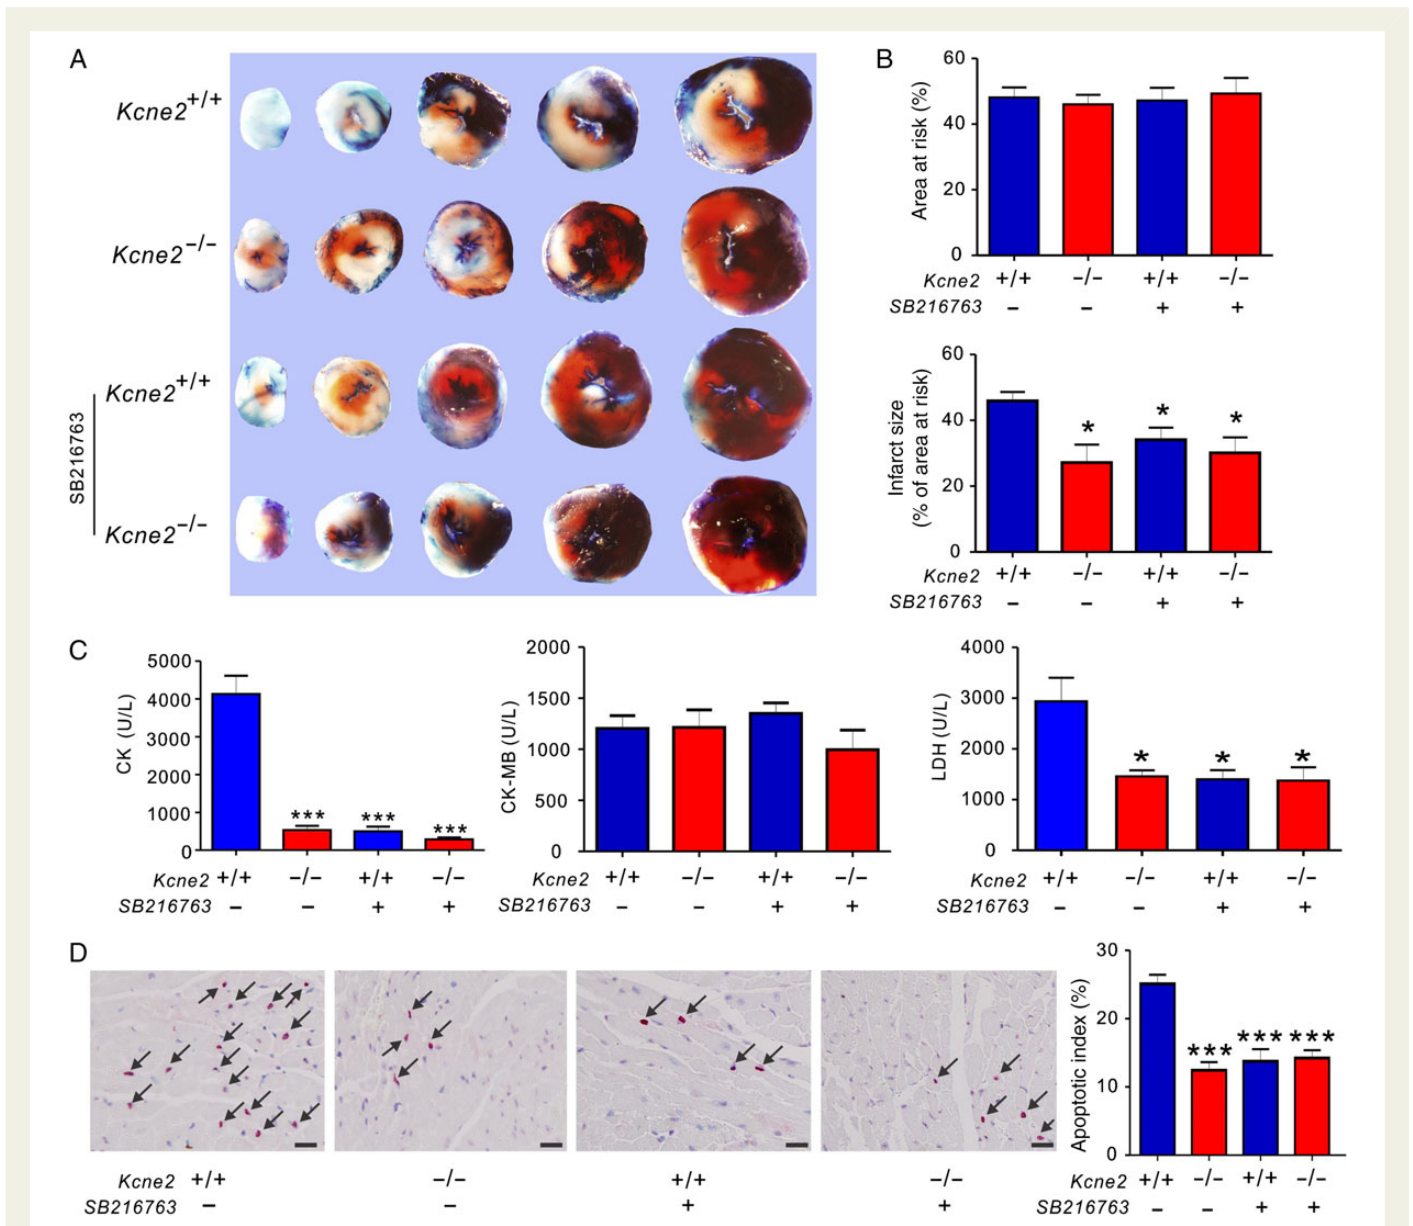 A
Kcne2+/+
Kcne2−/−
Kcne2+/+
SB216763
Kcne2−/−
B
Area at risk (%)
60
40
20
0
Kcne2 +/+ −/− +/+ −/−
SB216763 − − + +
Infarct size
(% of area at risk)
60
40
20
0
* * *
Kcne2 +/+ −/− +/+ −/−
SB216763 − − + +
C
CK (U/L)
5000
4000
3000
2000
1000
0
*** *** ***
Kcne2 +/+ −/− +/+ −/−
SB216763 − − + +
CK-MB (U/L)
2000
1500
1000
500
0
Kcne2 +/+ −/− +/+ −/−
SB216763 − − + +
LDH (U/L)
4000
3000
2000
1000
0
* * *
Kcne2 +/+ −/− +/+ −/−
SB216763 − − + +
D
Kcne2 +/+ −/− +/+ −/−
SB216763 − − + +
Apoptotic index (%)
30
20
10
0
*** *** ***
Kcne2 +/+ −/− +/+ −/−
SB216763 − − + +